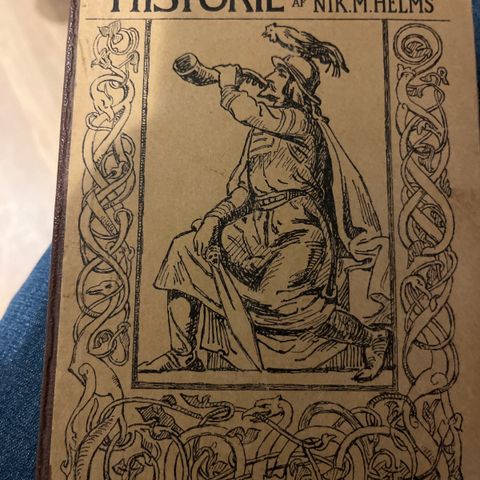 HISTORIE AF NIK. M. HELMS